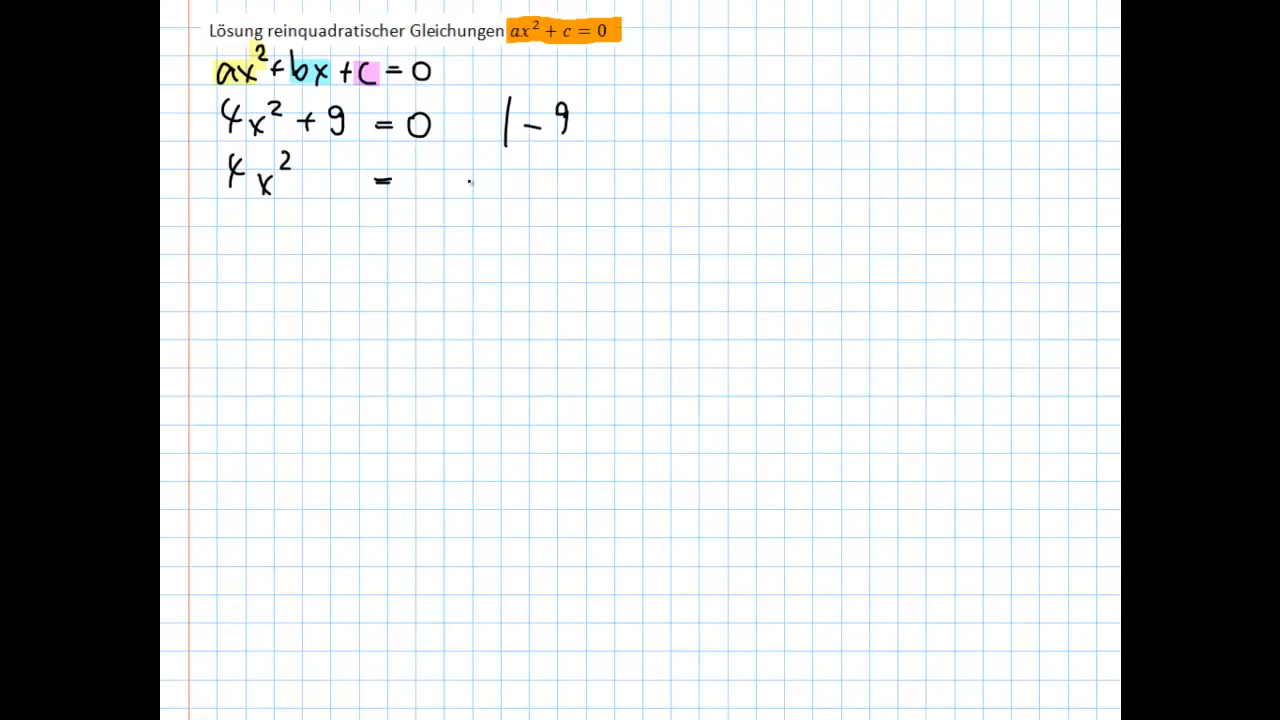 Lösung reinquadratischer Gleichungen ax² + c = 0
ax² + bx + c = 0
4x² + 9 = 0 | - 9
4x² =